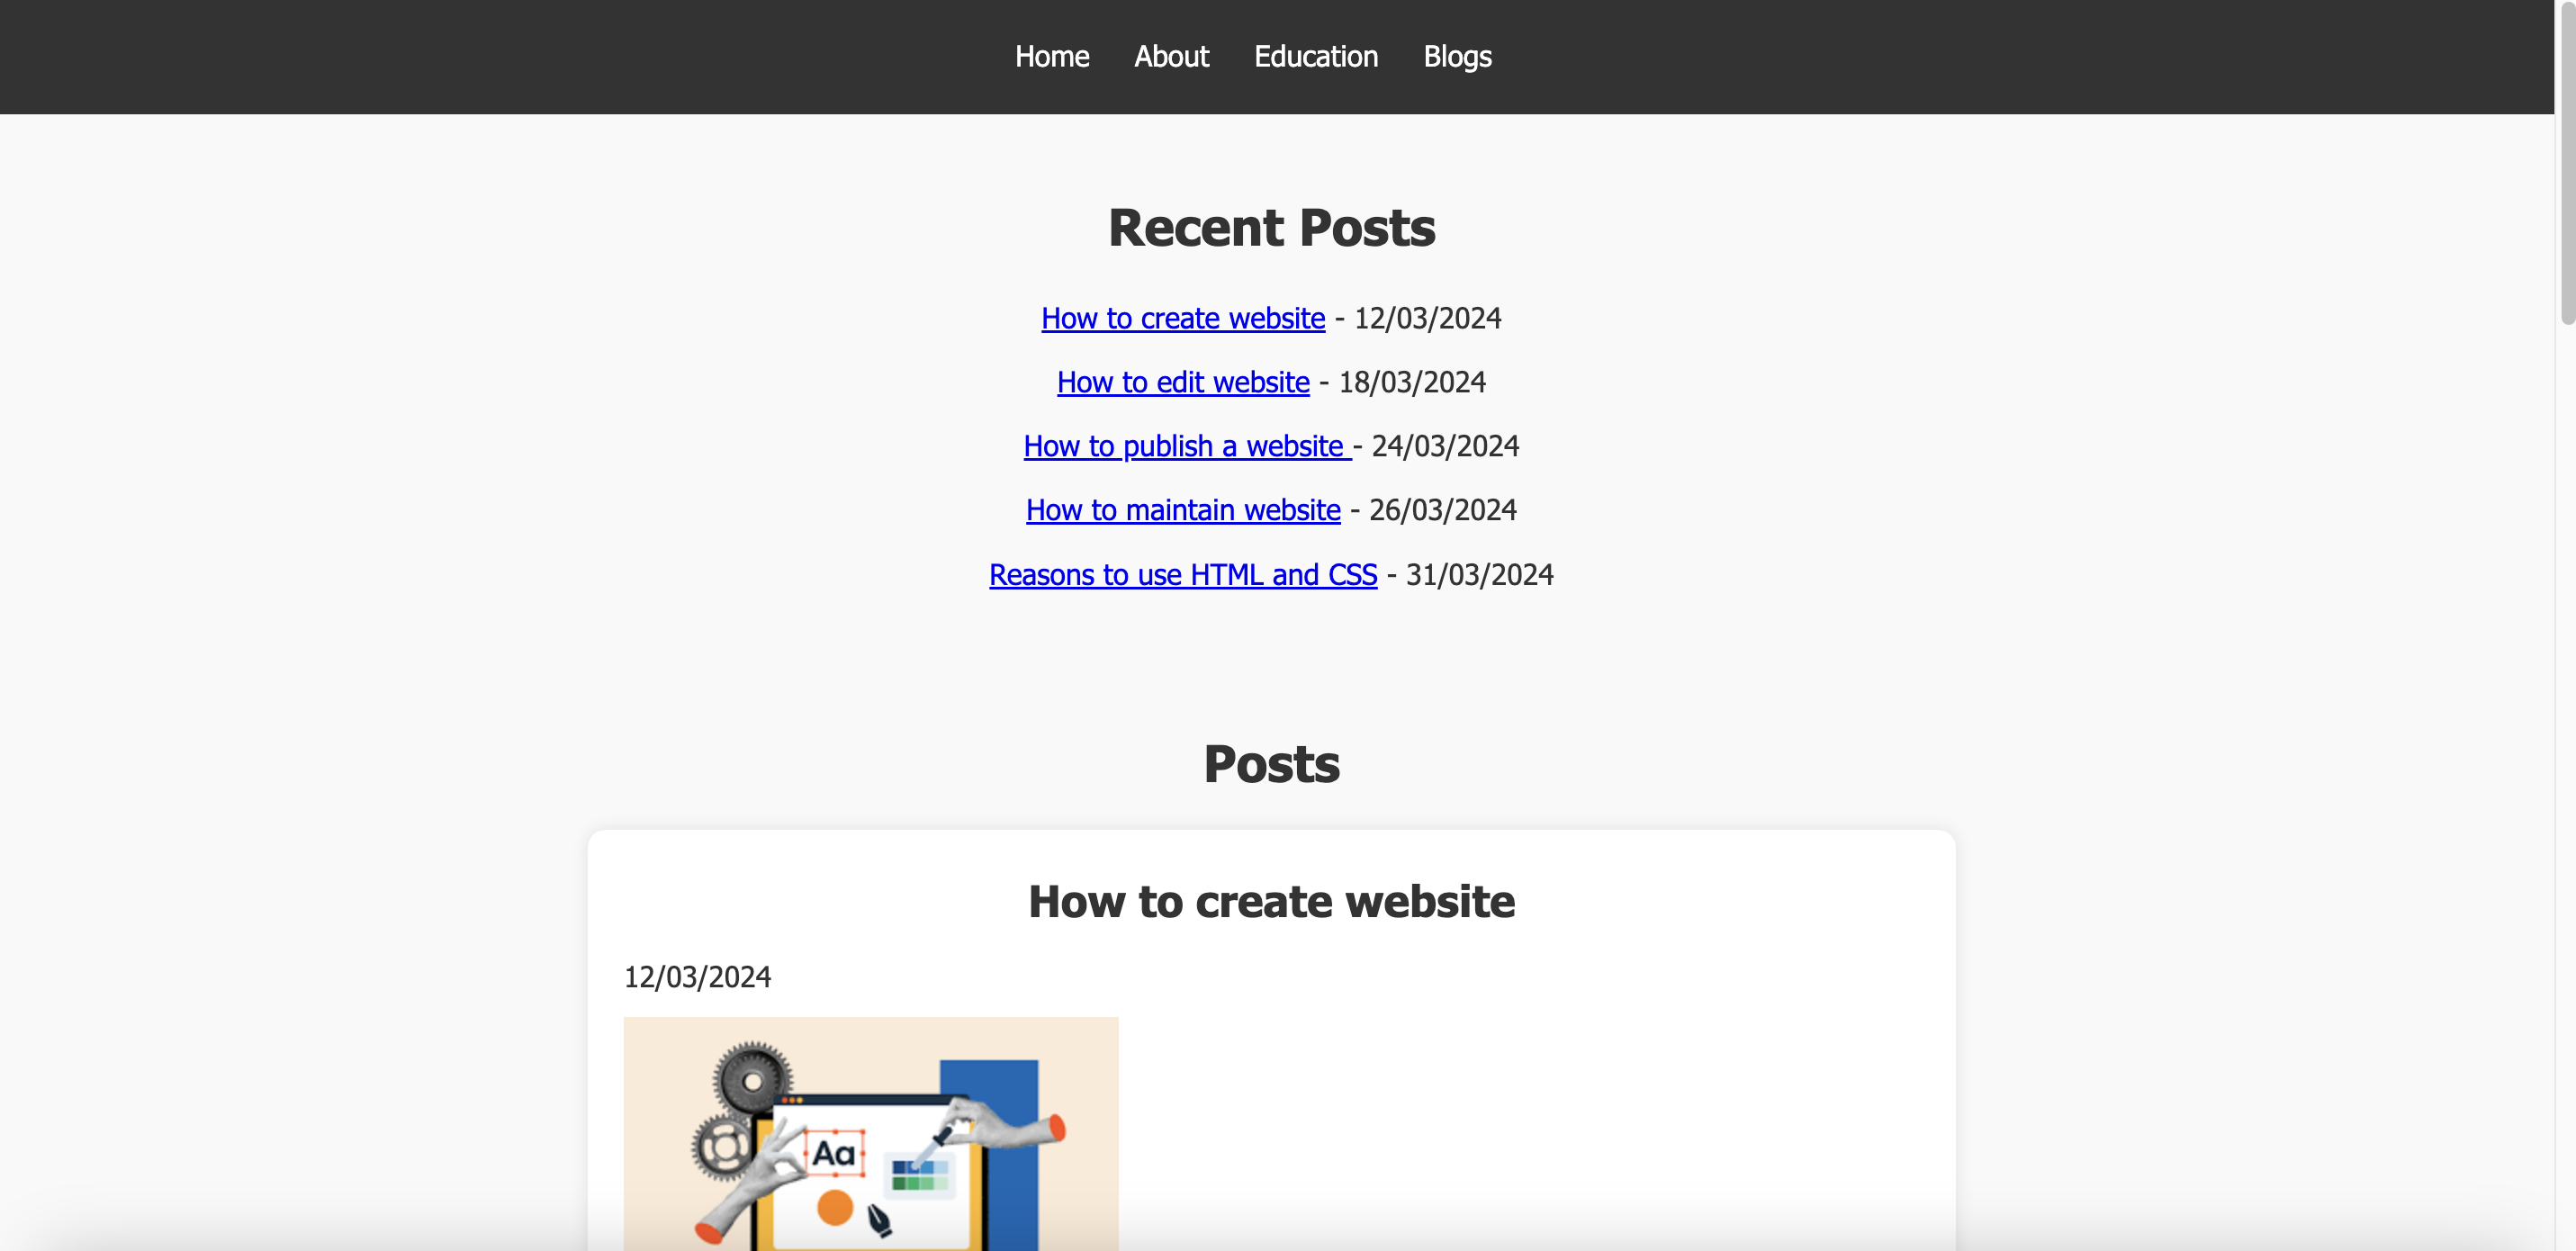 Home About Education Blogs
Recent Posts
How to create website - 12/03/2024
How to edit website - 18/03/2024
How to publish a website - 24/03/2024
How to maintain website - 26/03/2024
Reasons to use HTML and CSS - 31/03/2024
Posts
How to create website
12/03/2024
Aa